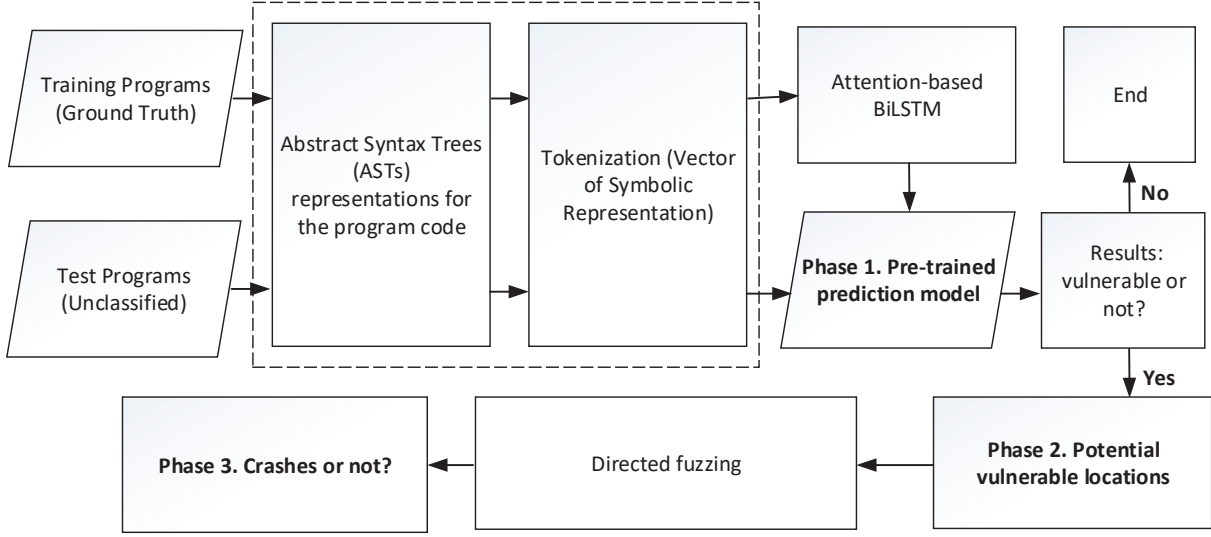 Training Programs
(Ground Truth)
Abstract Syntax Trees
(ASTs)
representations for
the program code
Tokenization (Vector
of Symbolic
Representation)
Attention-based
BiLSTM
End
No
Test Programs
(Unclassified)
Phase 1. Pre-trained
prediction model
Results:
vulnerable or
not?
Yes
Phase 2. Potential
vulnerable locations
Directed fuzzing
Phase 3. Crashes or not?